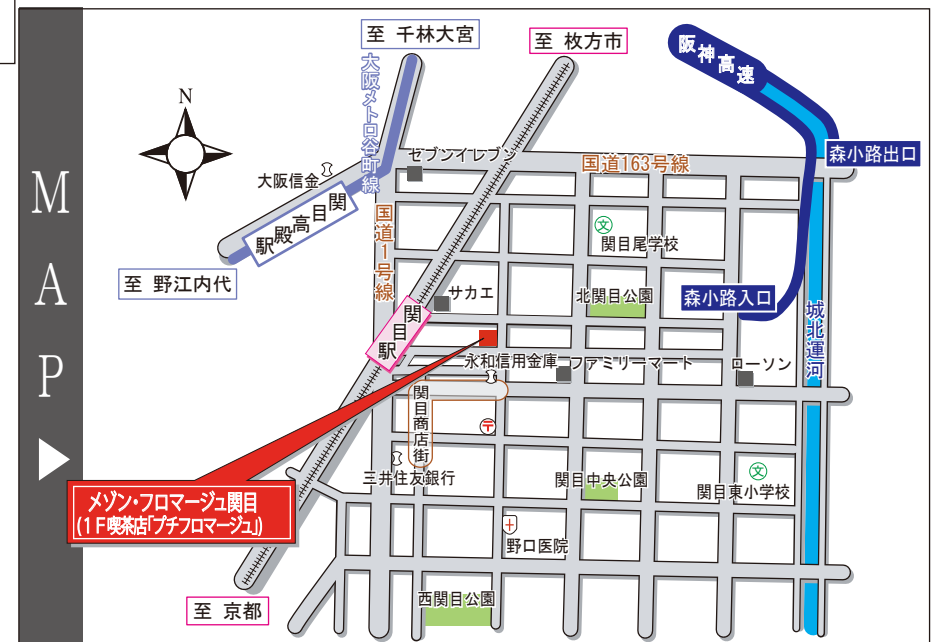 MAP
至 千林大宮
至 枚方市
阪神高速
N
大阪メトロ谷町線
セブンイレブン
国道163号線
森小路出口
大阪信金
関目高殿駅
国道1号線
文
関目尾学校
至 野江内代
サカエ
北関目公園
森小路入口
関目駅
城北運河
永和信用金庫
ファミリーマート
ローソン
関目商店街
〒
三井住友銀行
関目中央公園
文
関目東小学校
メゾン・フロマージュ関目
(1F喫茶店「プチフロマージュ」)
野口医院
西関目公園
至 京都